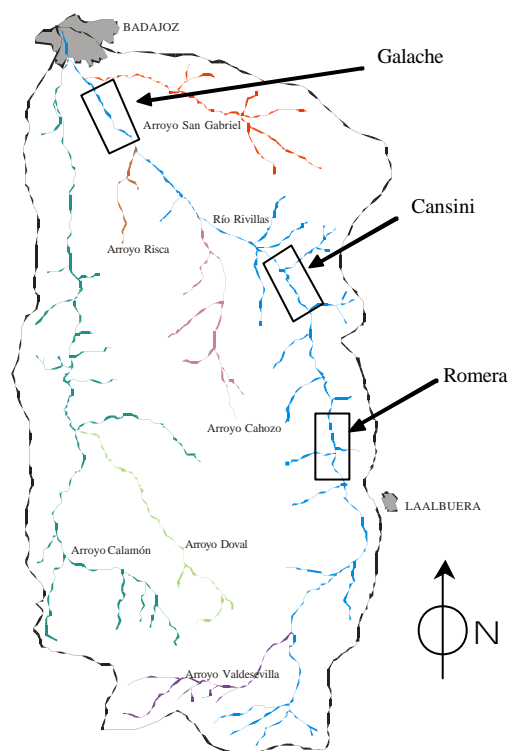 BADAJOZ
Galache
Arroyo San Gabriel
Cansini
Río Rivillas
Arroyo Risca
Romera
Arroyo Cahozo
LAALBUERA
Arroyo Doval
Arroyo Calamón
N
Arroyo Valdesevilla